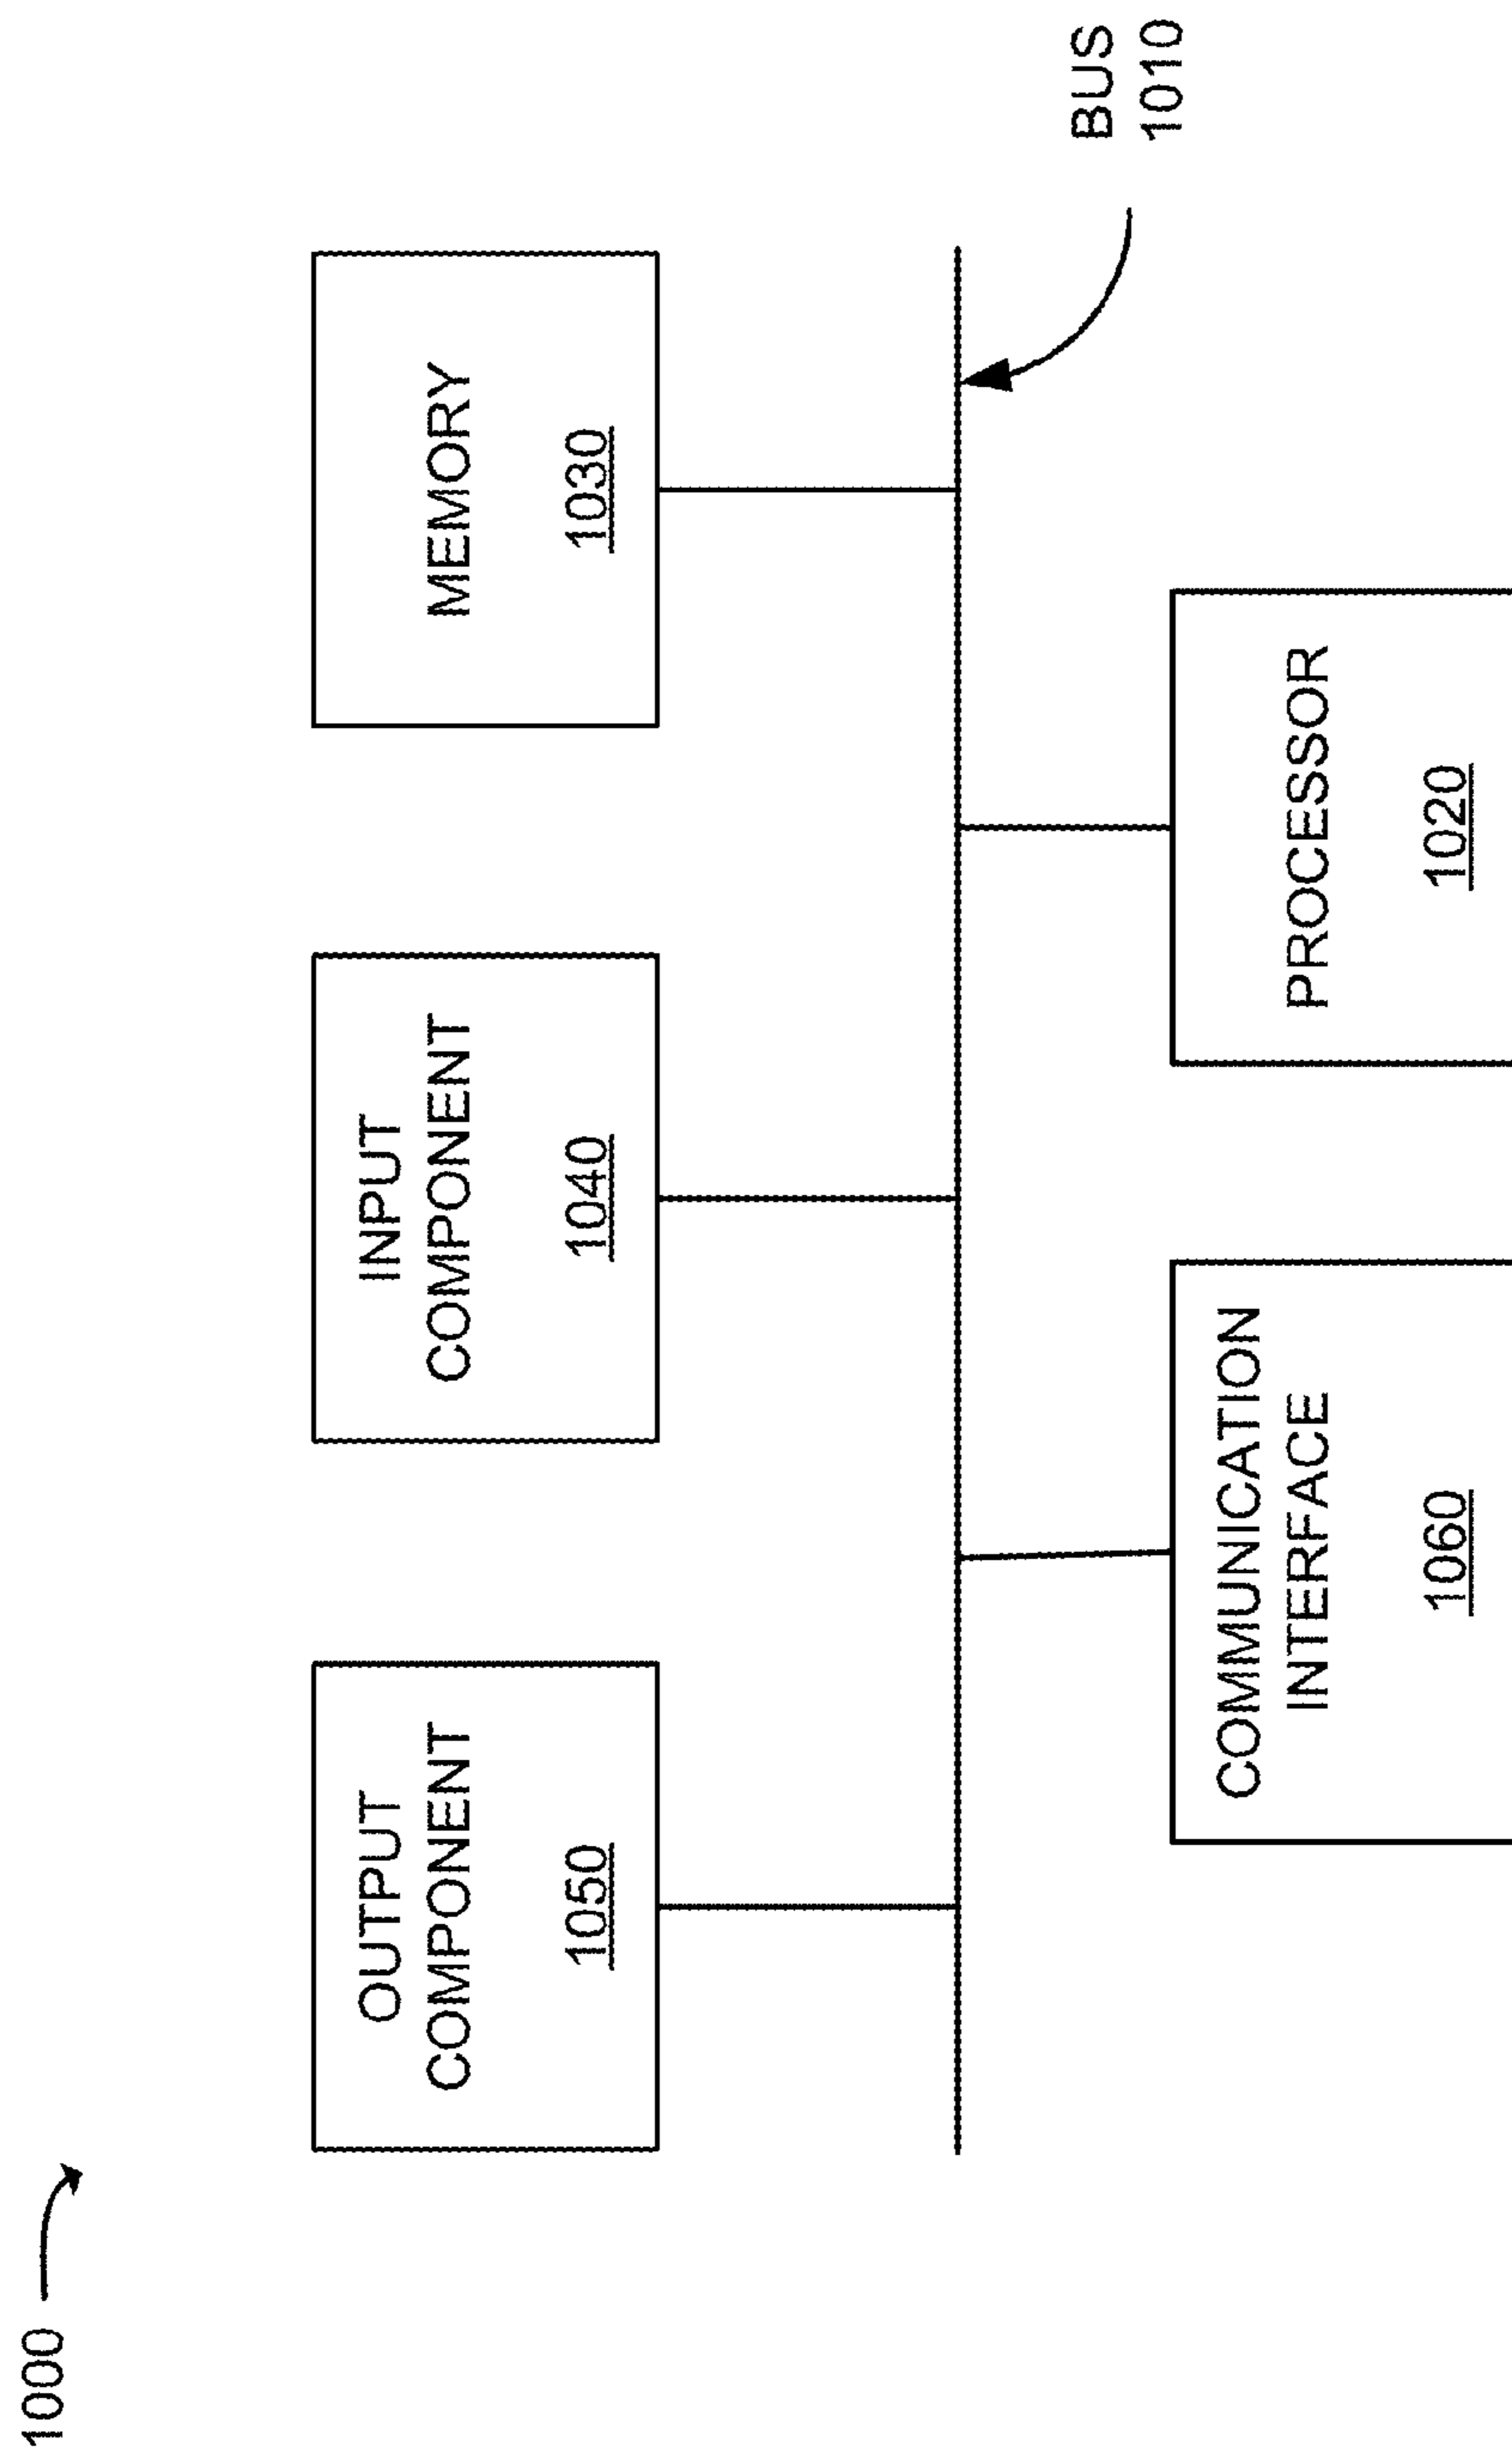 1000
OUTPUT
COMPONENT
1050
INPUT
COMPONENT
1040
MEMORY
1030
BUS
1010
COMMUNICATION
INTERFACE
1060
PROCESSOR
1020